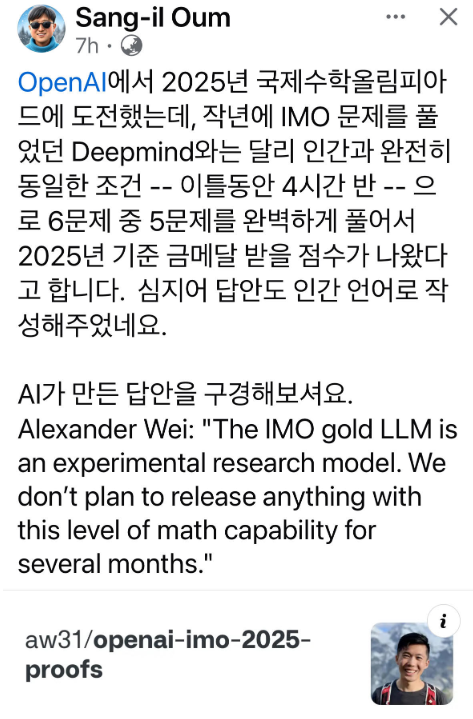 Sang-il Oum
7h ·
OpenAI에서 2025년 국제수학올림피아
드에 도전했는데, 작년에 IMO 문제를 풀
었던 Deepmind와는 달리 인간과 완전히
동일한 조건 -- 이틀동안 4시간 반 -- 으
로 6문제 중 5문제를 완벽하게 풀어서
2025년 기준 금메달 받을 점수가 나왔다
고 합니다. 심지어 답안도 인간 언어로 작
성해주었네요.
AI가 만든 답안을 구경해보셔요.
Alexander Wei: "The IMO gold LLM is
an experimental research model. We
don’t plan to release anything with
this level of math capability for
several months."
aw31/openai-imo-2025-
proofs